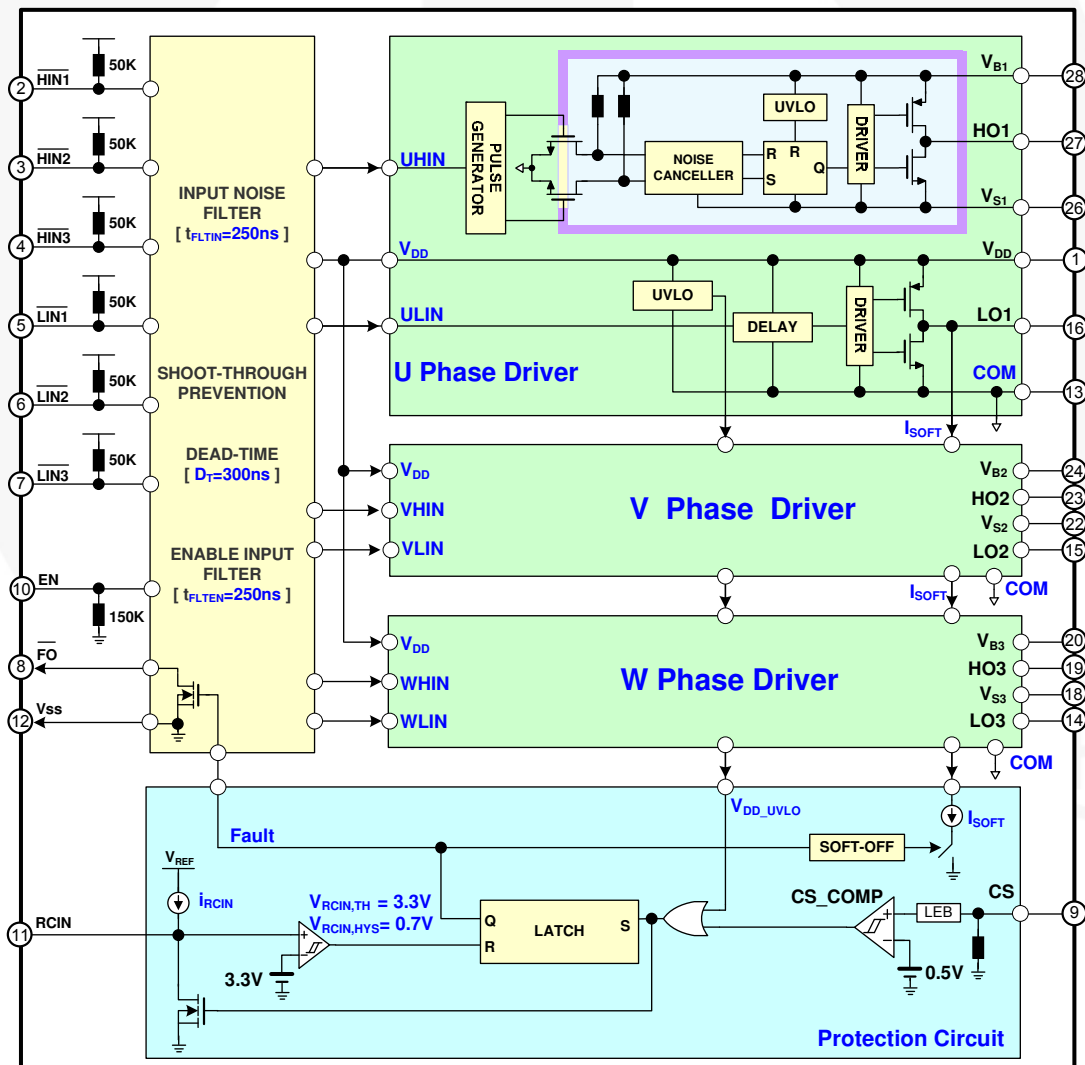 2
HIN1
50K
3
HIN2
50K
4
HIN3
50K
5
LIN1
50K
6
LIN2
50K
7
LIN3
50K
10
EN
150K
8
FO
12
Vss
INPUT NOISE
FILTER
[ tFLTIN=250ns ]
SHOOT-THROUGH
PREVENTION
DEAD-TIME
[ DT=300ns ]
ENABLE INPUT
FILTER
[ tFLTEN=250ns ]
UHIN
PULSE
GENERATOR
NOISE
CANCELLER
UVLO
R
R
S
Q
DRIVER
VB1
28
HO1
27
VS1
26
VDD
VDD
1
UVLO
ULIN
DELAY
DRIVER
LO1
16
U Phase Driver
COM
13
ISOFT
VDD
VHIN
VLIN
V Phase Driver
VB2
24
HO2
23
VS2
22
LO2
15
ISOFT
COM
VDD
WHIN
WLIN
W Phase Driver
VB3
20
HO3
19
VS3
18
LO3
14
COM
VDD_UVLO
ISOFT
Fault
SOFT-OFF
VREF
iRCIN
VRCIN,TH = 3.3V
VRCIN,HYS= 0.7V
CS_COMP
LEB
CS
9
11
RCIN
Q
R
LATCH
S
3.3V
0.5V
Protection Circuit